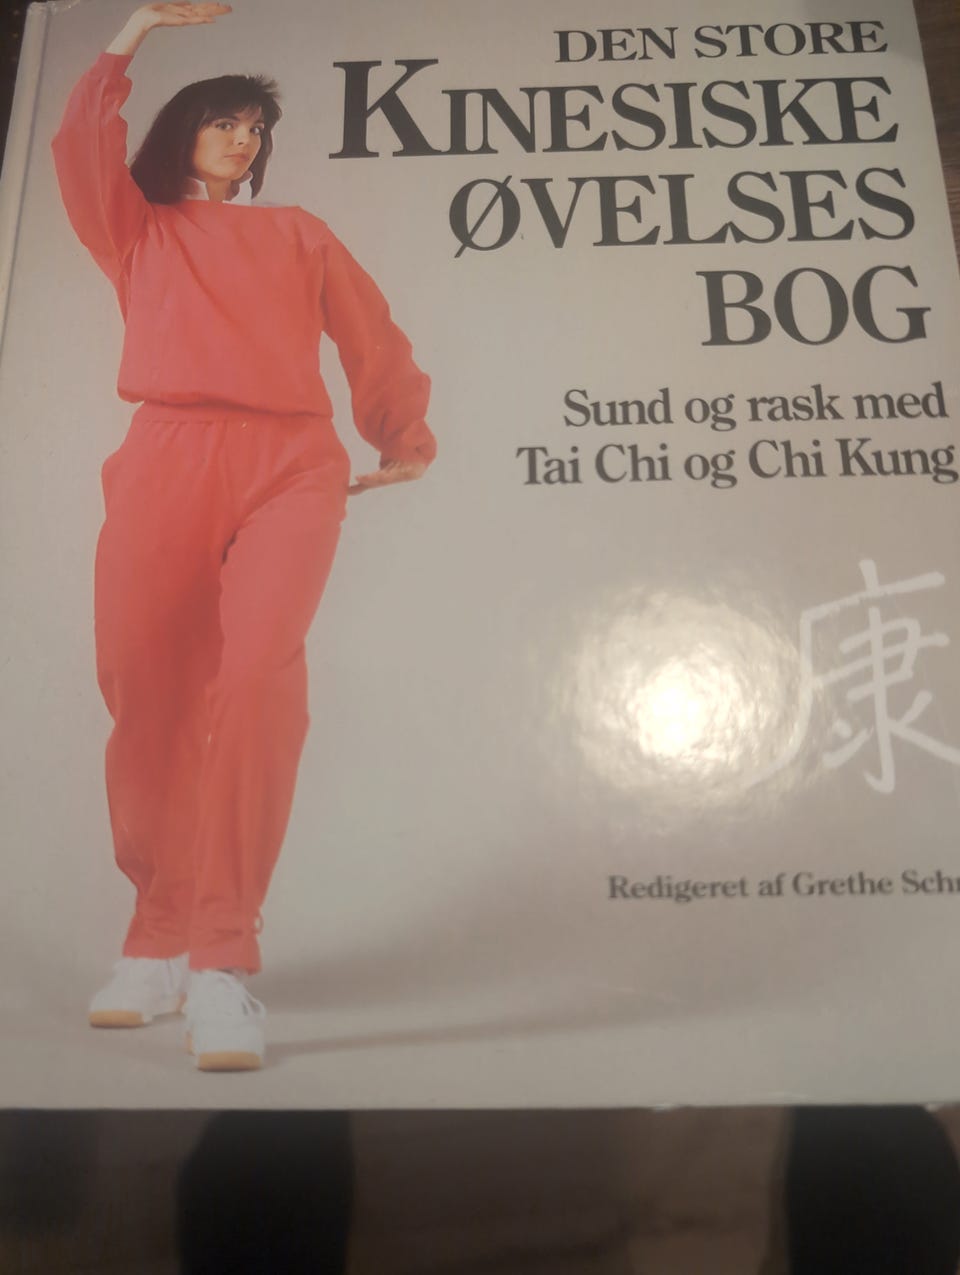 DEN STORE
KINESISKE
ØVELSES
BOG
Sund og rask med
Tai Chi og Chi Kung
康
Redigeret af Grethe